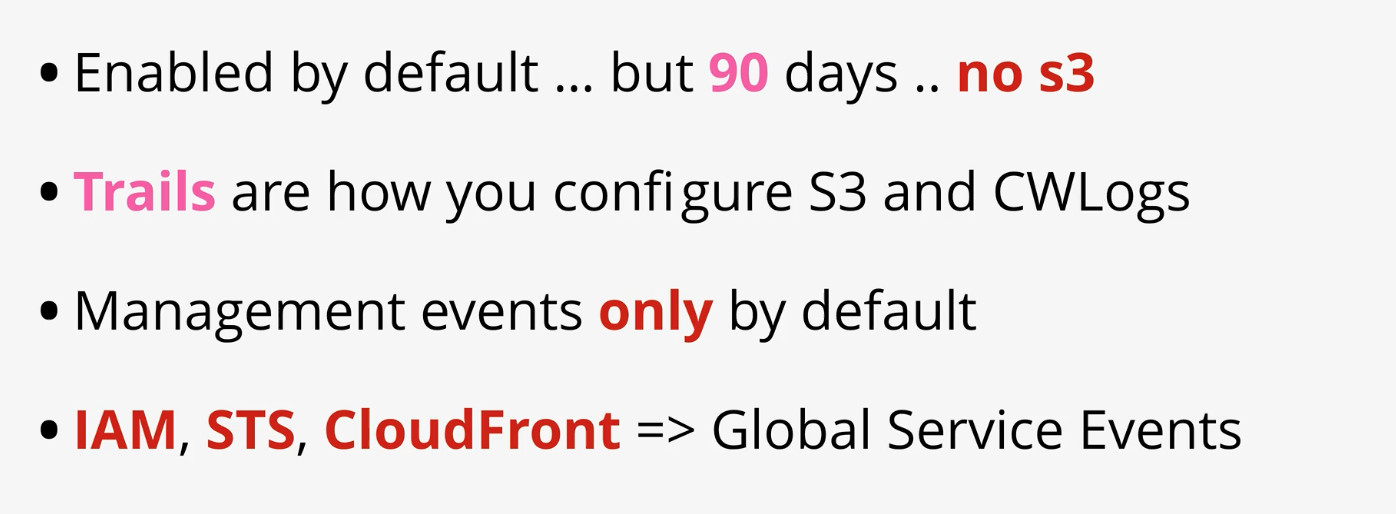 • Enabled by default ... but 90 days .. no s3
• Trails are how you configure S3 and CWLogs
• Management events only by default
• IAM, STS, CloudFront => Global Service Events